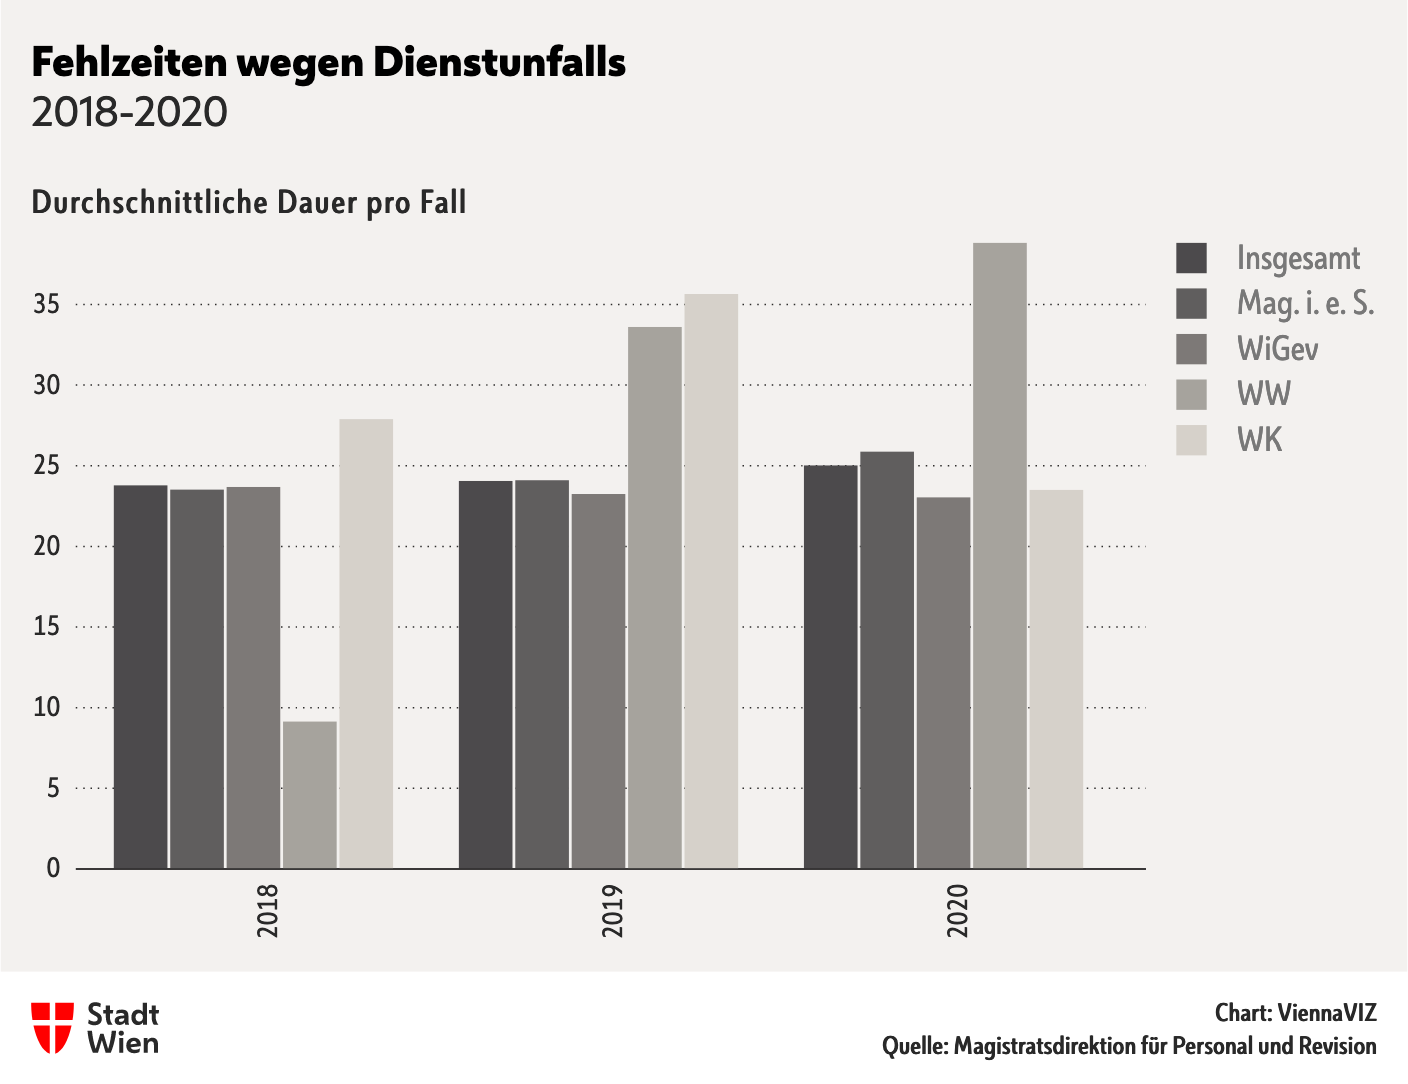 Fehlzeiten wegen Dienstunfalls
2018-2020
Durchschnittliche Dauer pro Fall
35
30
25
20
15
10
5
0
2018
2019
2020
Insgesamt
Mag. i. e. S.
WiGev
WW
WK
Stadt
Wien
Chart: ViennaVIZ
Quelle: Magistratsdirektion für Personal und Revision